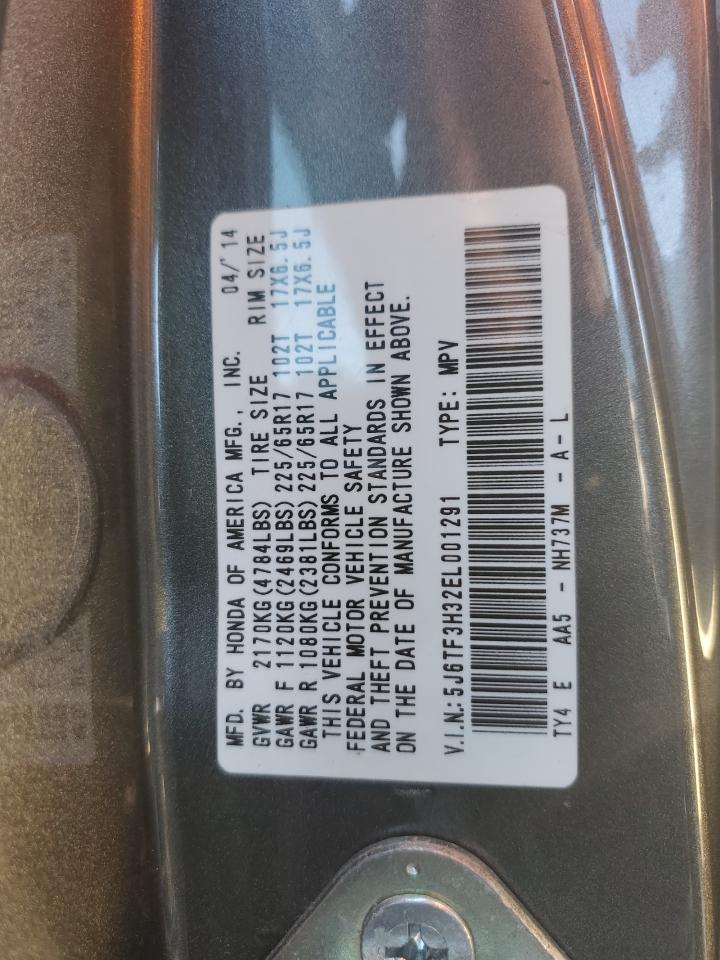 MFD. BY HONDA OF AMERICA MFG., INC. 04/'14
GVWR 2170KG(4784LBS) TIRE SIZE RIM SIZE
GAWR F 1120KG(2469LBS) 225/65R17 102T 17X6.5J
GAWR R 1080KG(2381LBS) 225/65R17 102T 17X6.5J
THIS VEHICLE CONFORMS TO ALL APPLICABLE
FEDERAL MOTOR VEHICLE SAFETY
AND THEFT PREVENTION STANDARDS IN EFFECT
ON THE DATE OF MANUFACTURE SHOWN ABOVE.
V.I.N.:5J6TF3H32EL001291 TYPE: MPV
TY4 E AA5 - NH737M - A-L